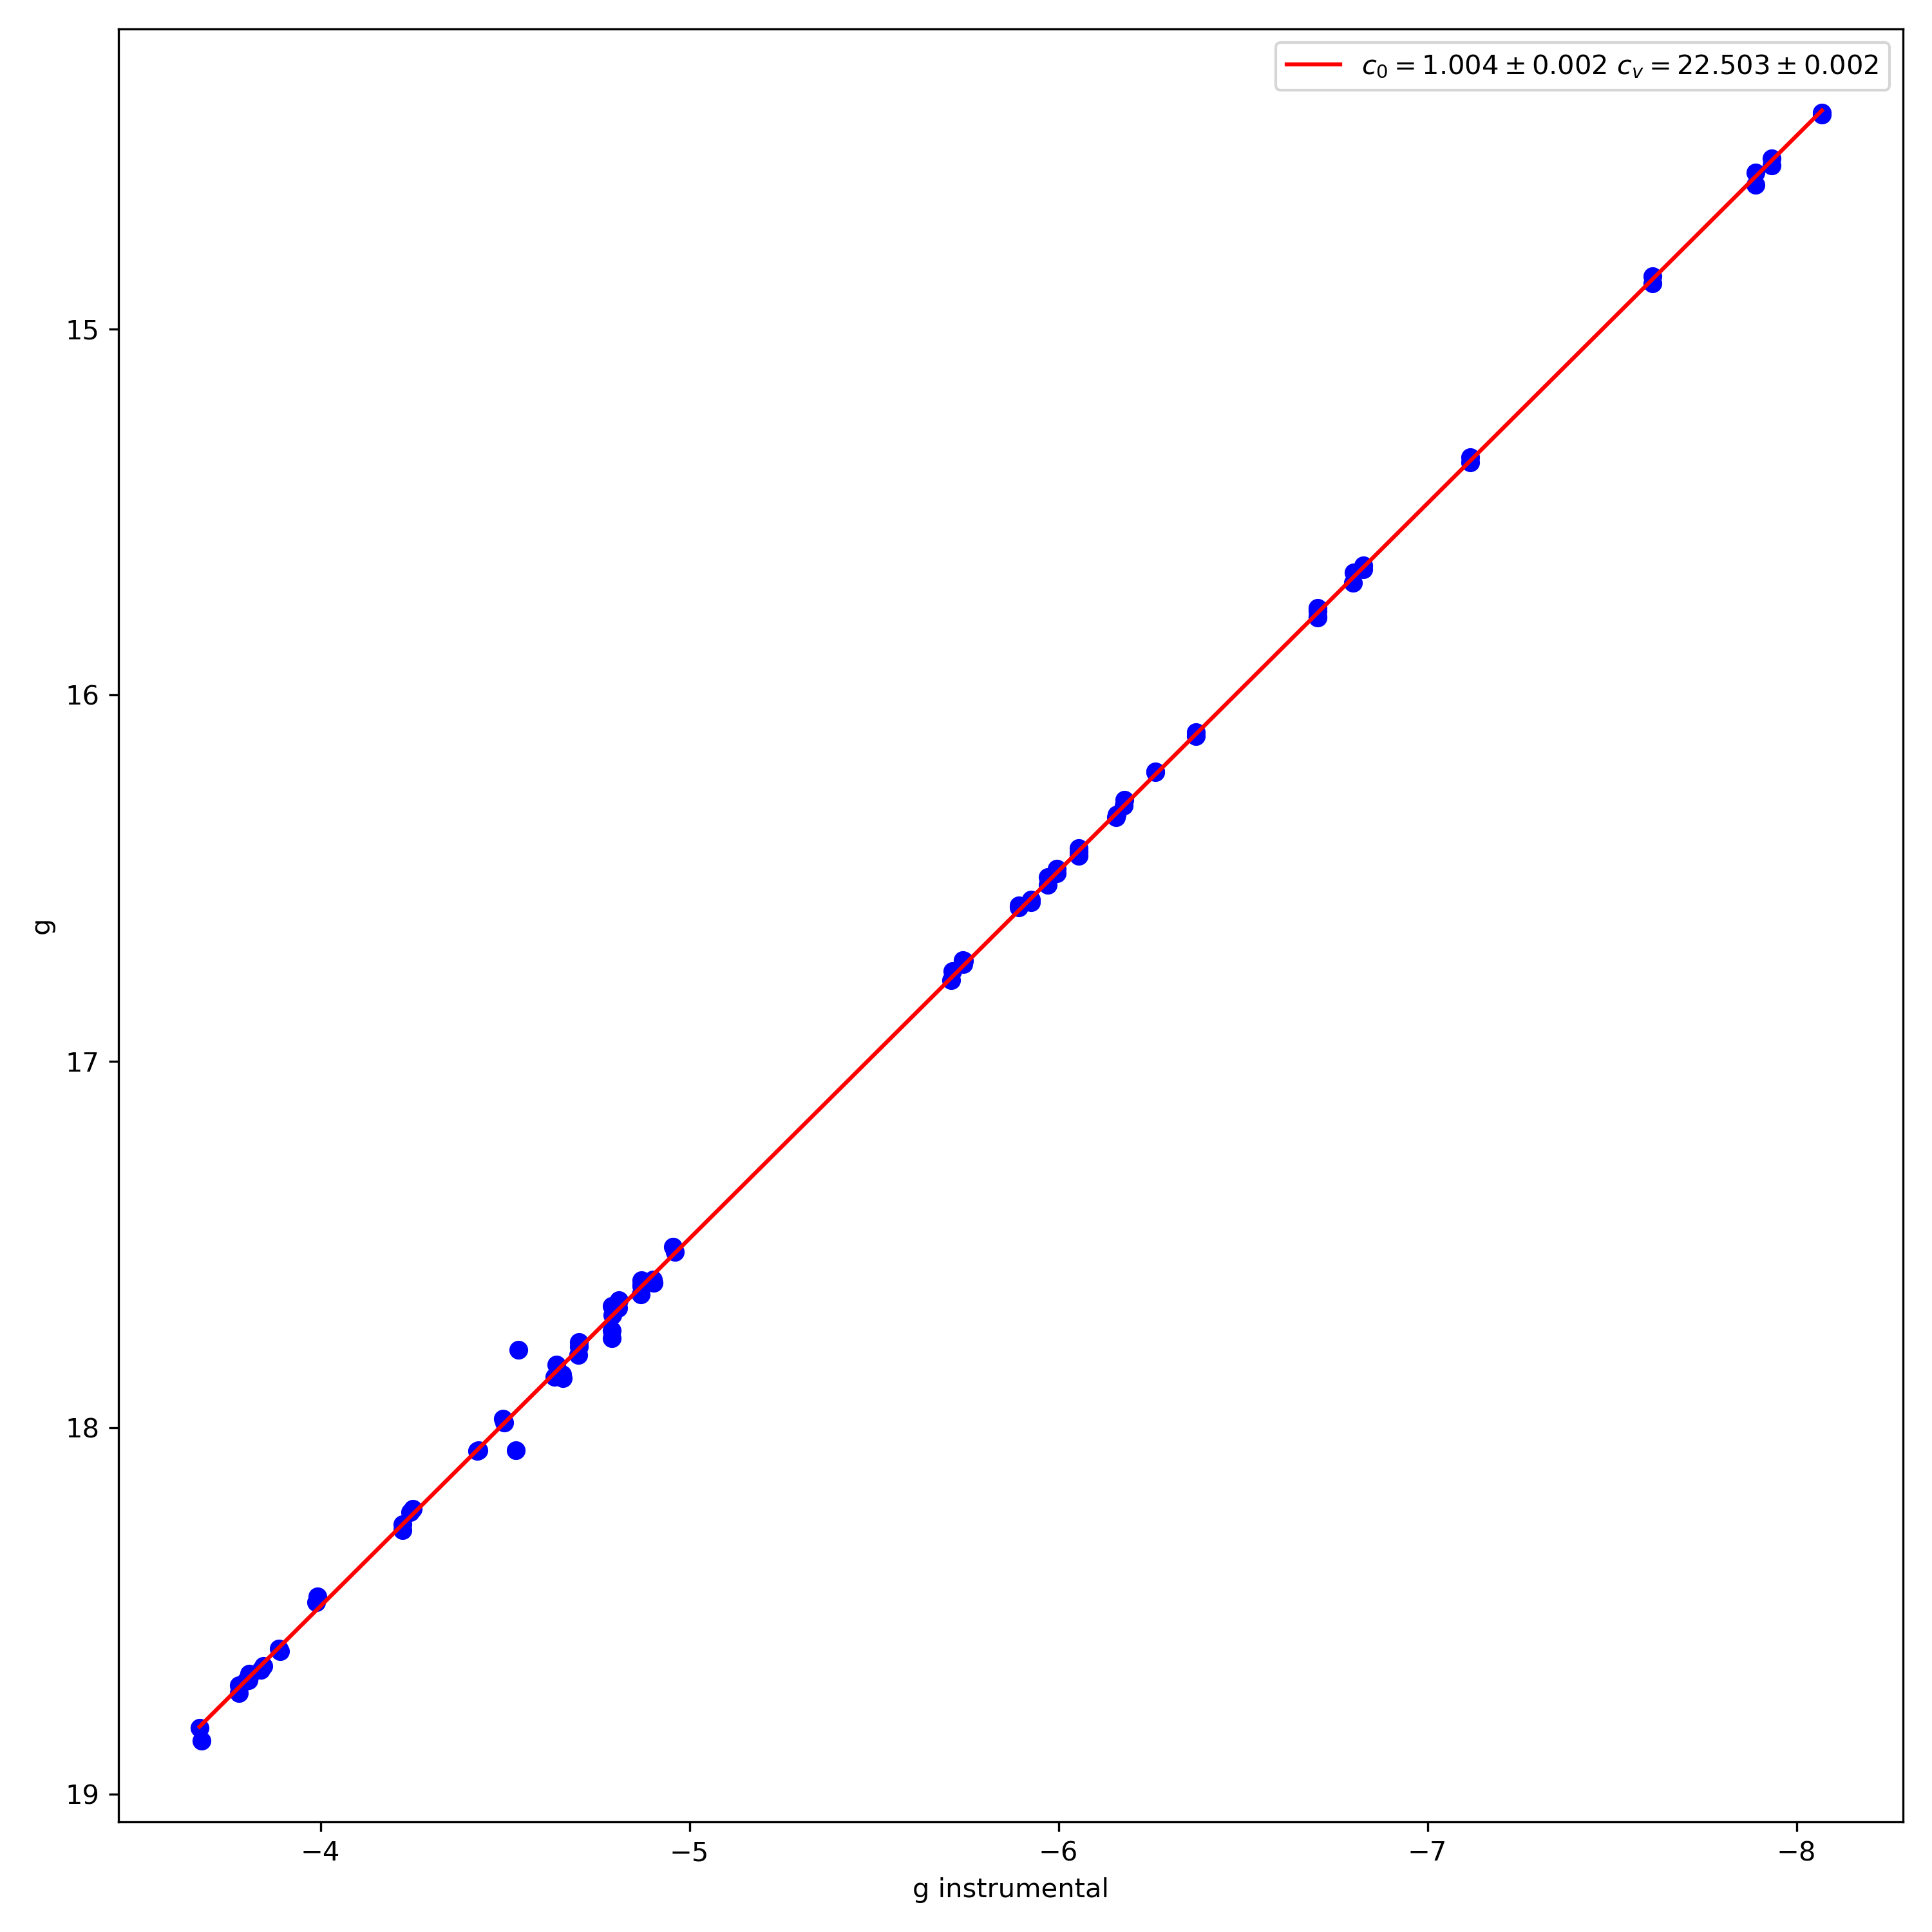 c₀ = 1.004 ± 0.002 cᵥ = 22.503 ± 0.002
15
16
g
17
18
19
−4 −5 −6 −7 −8
g instrumental